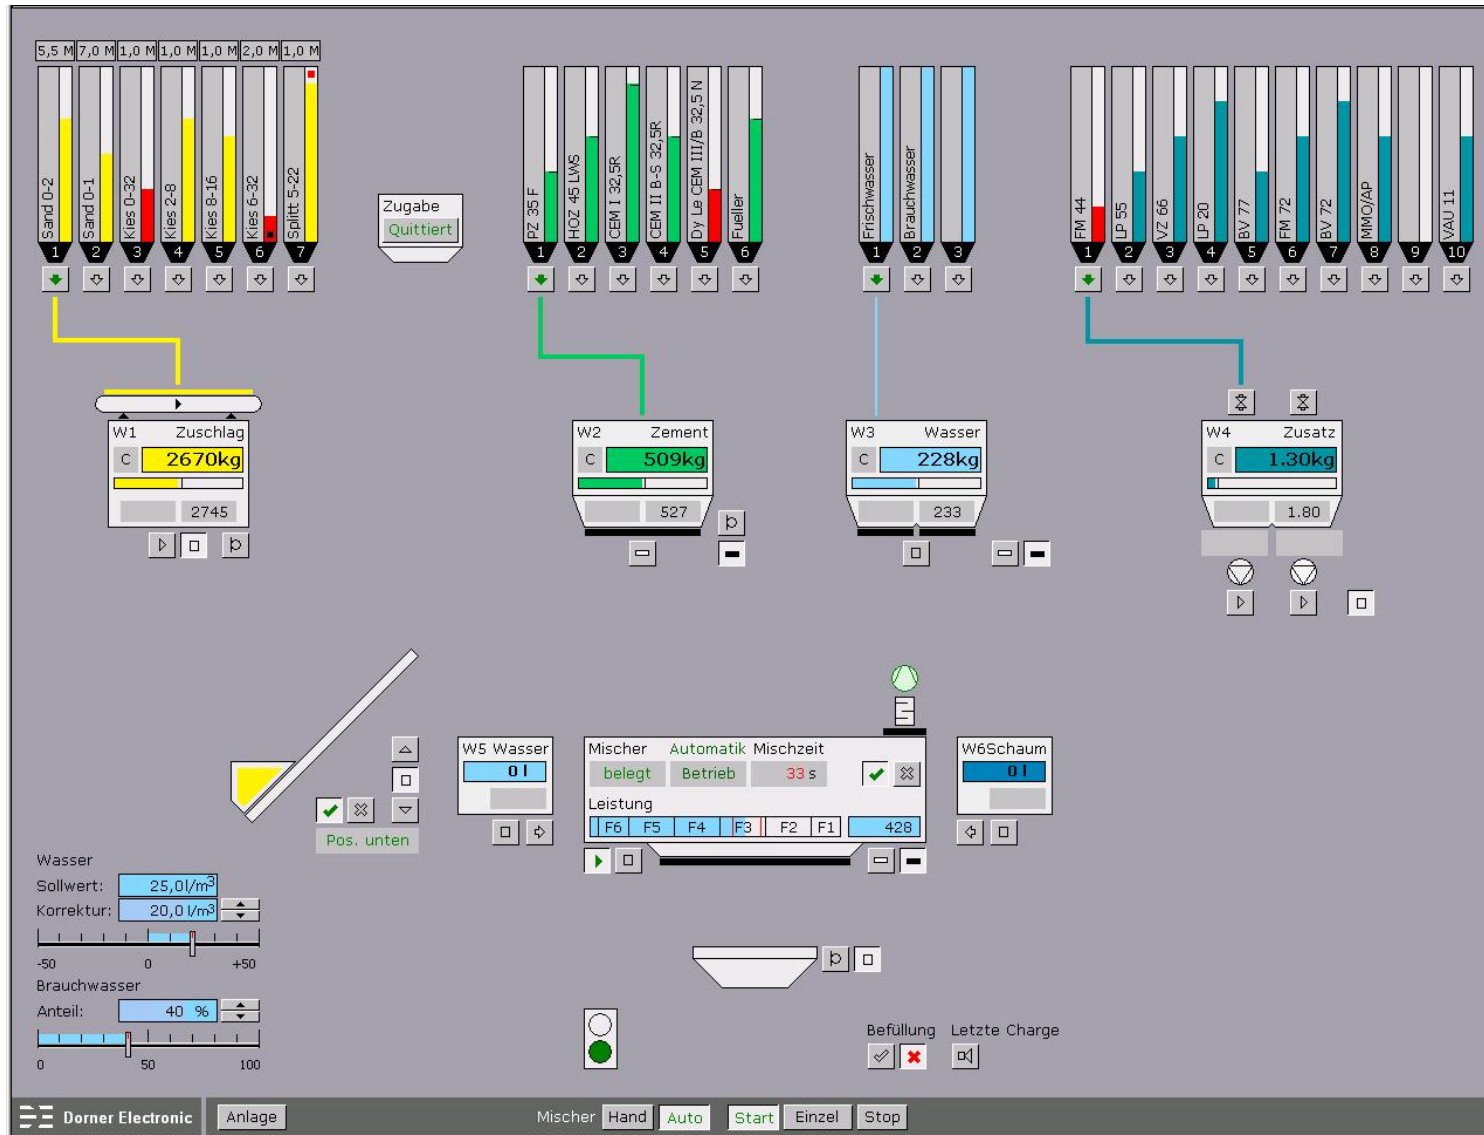 5,5 M 7,0 M 1,0 M 1,0 M 1,0 M 2,0 M 1,0 M
Sand 0-2
Sand 0-1
Kies 0-32
Kies 2-8
Kies 8-16
Kies 6-32
Splitt 5-22
1 2 3 4 5 6 7
Zugabe
Quittiert
PZ 35 F
HOZ 45 LWS
CEM I 32,5R
CEM II B-S 32,5R
Dy Le CEM III/B 32,5 N
Fueller
1 2 3 4 5 6
Frischwasser
Brauchwasser
1 2 3
FM 44
LP 55
VZ 66
LP 20
BV 77
FM 72
BV 72
MMO/AP
VAU 11
1 2 3 4 5 6 7 8 9 10
W1 Zuschlag
C 2670kg
2745
W2 Zement
C 509kg
527
W3 Wasser
C 228kg
233
W4 Zusatz
C 1.30kg
1.80
Pos. unten
W5 Wasser
0 l
Mischer Automatik Mischzeit
belegt Betrieb 33 s
Leistung
F6 F5 F4 F3 F2 F1 428
W6Schaum
0 l
Wasser
Sollwert: 25,0l/m³
Korrektur: 20,0 l/m³
-50 0 +50
Brauchwasser
Anteil: 40 %
0 50 100
Befüllung Letzte Charge
Dorner Electronic Anlage Mischer Hand Auto Start Einzel Stop